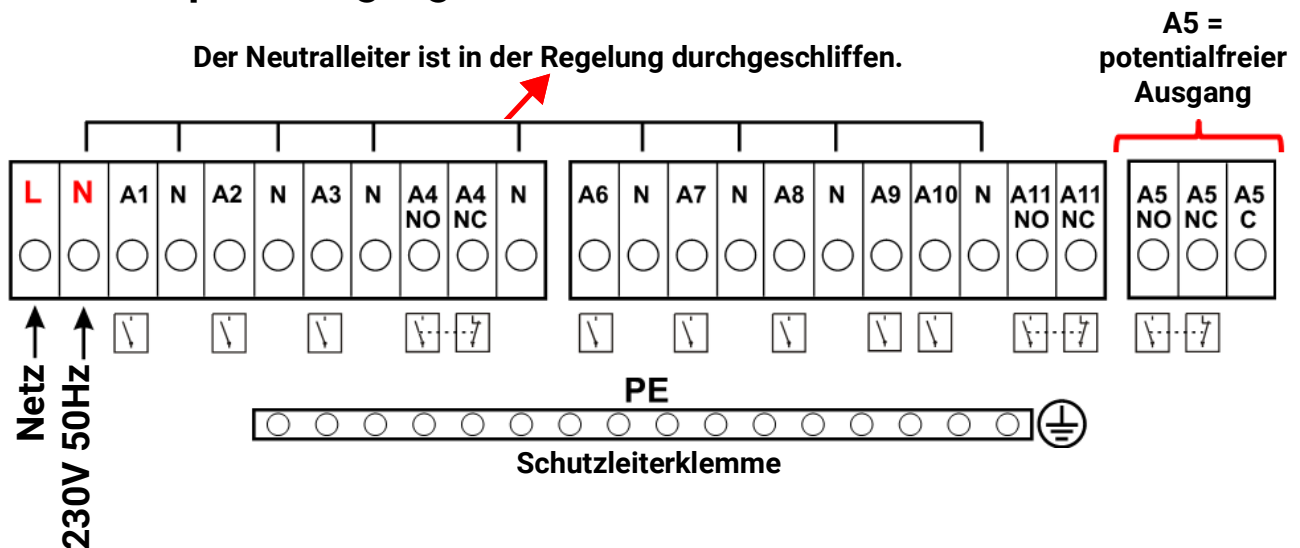 Der Neutralleiter ist in der Regelung durchgeschliffen.
A5 =
potentialfreier
Ausgang
L N A1 N A2 N A3 N A4 A4 N A6 N A7 N A8 N A9 A10 N A11 A11 A5 A5 A5
NO NC NO NC NO NC C
Netz
230V 50Hz
PE
Schutzleiterklemme